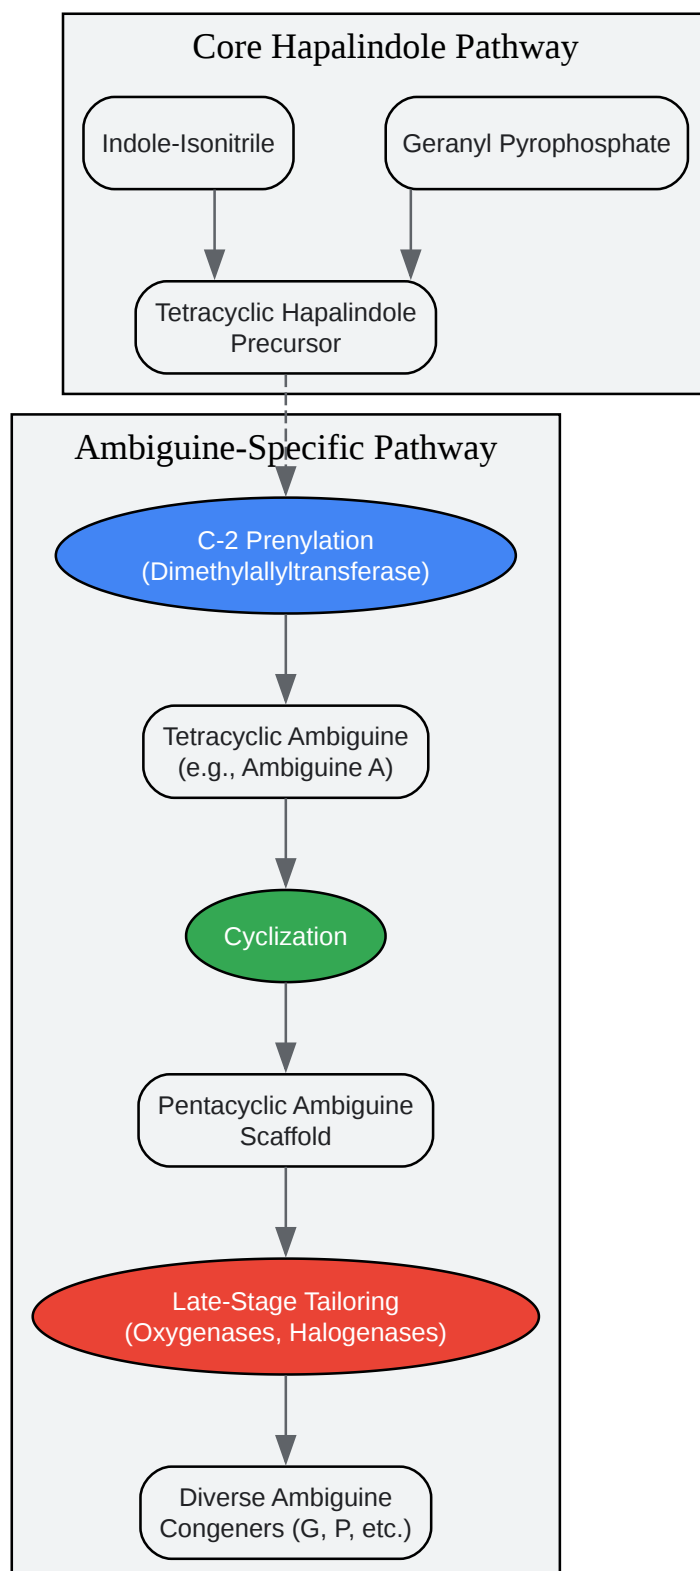 Core Hapalindole Pathway
Indole-Isonitrile
Geranyl Pyrophosphate
Tetracyclic Hapalindole
Precursor
Ambiguine-Specific Pathway
C-2 Prenylation
(Dimethylallyltransferase)
Tetracyclic Ambiguine
(e.g., Ambiguine A)
Cyclization
Pentacyclic Ambiguine
Scaffold
Late-Stage Tailoring
(Oxygenases, Halogenases)
Diverse Ambiguine
Congeners (G, P, etc.)